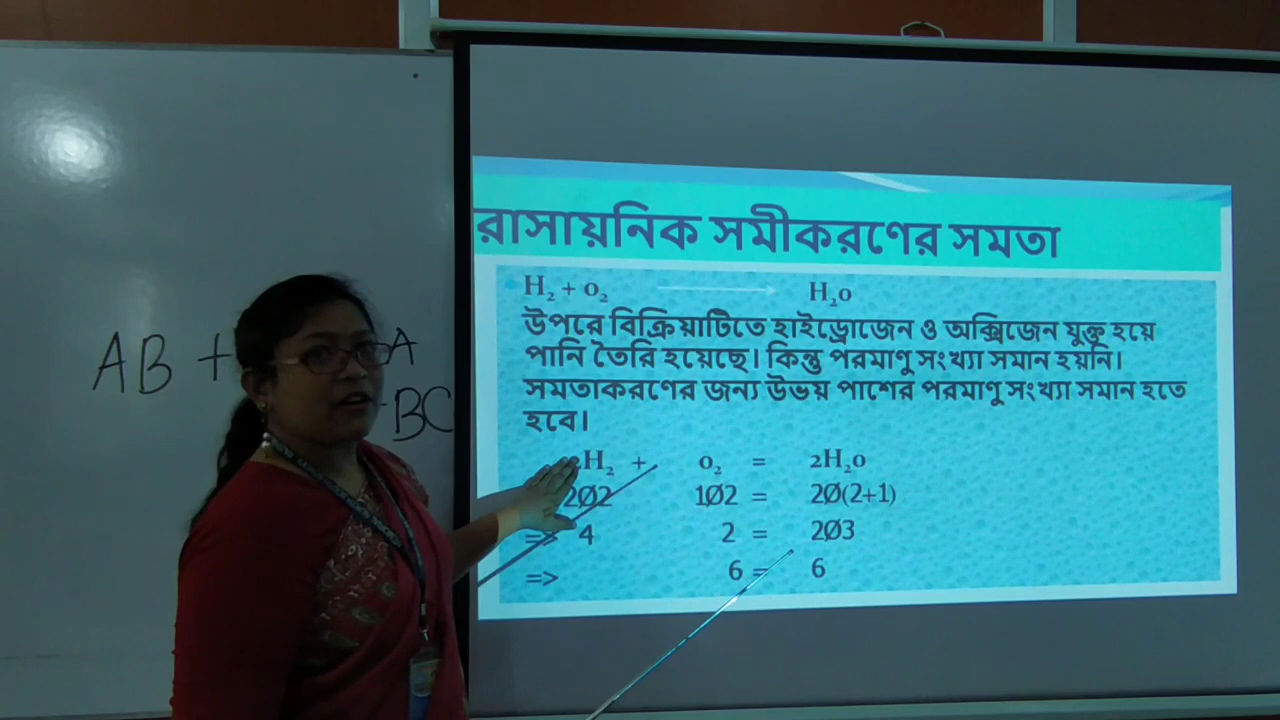 AB +
A
BC
রাসায়নিক সমীকরণের সমতা
H₂ + o₂ → H₂o
উপরে বিক্রিয়াটিতে হাইড্রোজেন ও অক্সিজেন যুক্ত হয়ে
পানি তৈরি হয়েছে। কিন্তু পরমাণু সংখ্যা সমান হয়নি।
সমতাকরণের জন্য উভয় পাশের পরমাণু সংখ্যা সমান হতে
হবে।
2H₂ + o₂ = 2H₂o
2Ø2 1Ø2 = 2Ø(2+1)
=> 4 2 = 2Ø3
=> 6 = 6